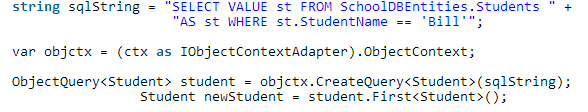 string sqlString = "SELECT VALUE st FROM SchoolDBEntities.Students " +
"AS st WHERE st.StudentName == 'Bill'";
var objctx = (ctx as IObjectContextAdapter).ObjectContext;
ObjectQuery<Student> student = objctx.CreateQuery<Student>(sqlString);
Student newStudent = student.First<Student>();